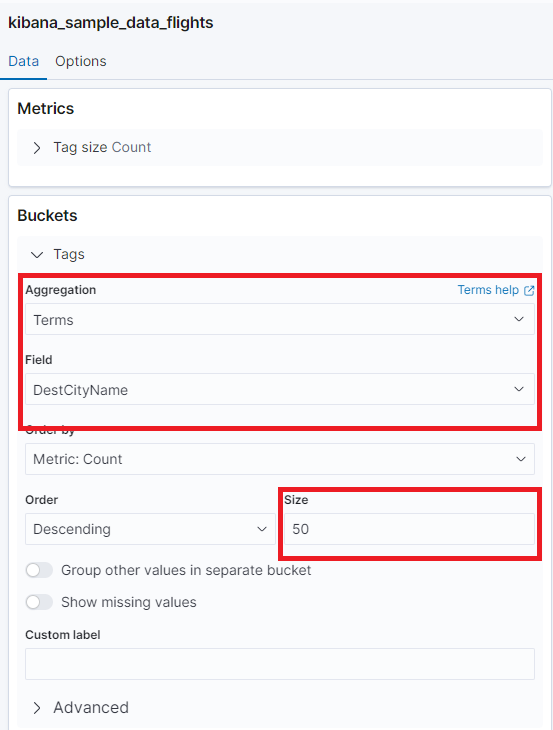 kibana_sample_data_flights
Data Options
Metrics
Tag size Count
Buckets
Tags
Aggregation Terms help
Terms
Field
DestCityName
Order by
Metric: Count
Order Size
Descending 50
Group other values in separate bucket
Show missing values
Custom label
Advanced